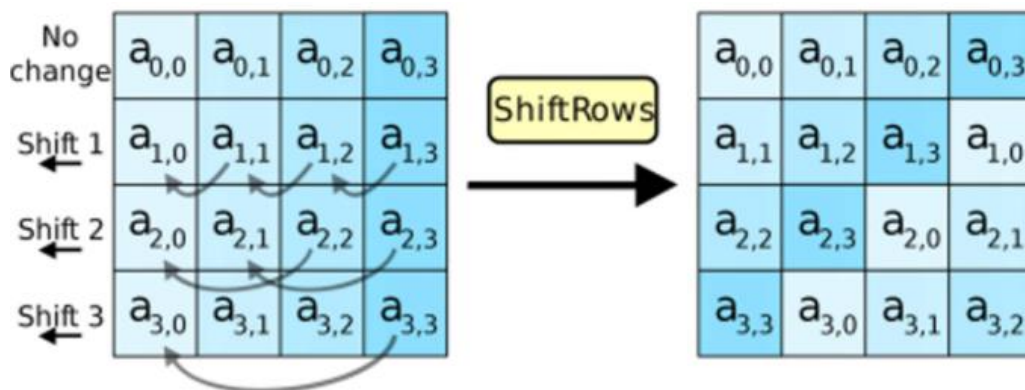 No change a0,0 a0,1 a0,2 a0,3
Shift 1 a1,0 a1,1 a1,2 a1,3
Shift 2 a2,0 a2,1 a2,2 a2,3
Shift 3 a3,0 a3,1 a3,2 a3,3
ShiftRows
a0,0 a0,1 a0,2 a0,3
a1,1 a1,2 a1,3 a1,0
a2,2 a2,3 a2,0 a2,1
a3,3 a3,0 a3,1 a3,2